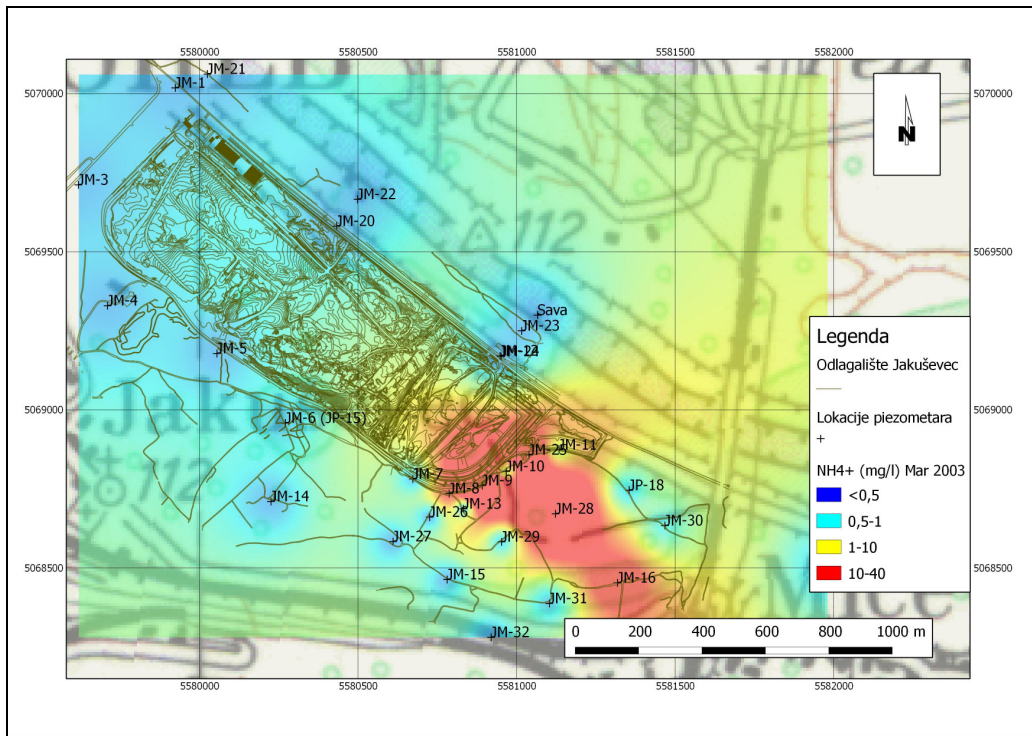 5580000 5580500 5581000 5581500 5582000
JM-21
JM-1
5070000 5070000
N
JM-3
JM-22
JM-20
112
5069500 5069500
JM-4
Sava
JM-23
JM-5
Legenda
Odlagalište Jakuševec
Lokacije piezometara
NH4+ (mg/l) Mar 2003
<0,5
0,5-1
1-10
10-40
5069000 5069000
JM-6 (JP-15)
JM-11
JM-25
JM-10
JM-7
JM-9
JM-8
JM-13
JP-18
112
JM-14
JM-26
JM-28
JM-30
JM-27
JM-29
5068500 5068500
JM-15
JM-16
JM-31
JM-32
0 200 400 600 800 1000 m
5580000 5580500 5581000 5581500 5582000